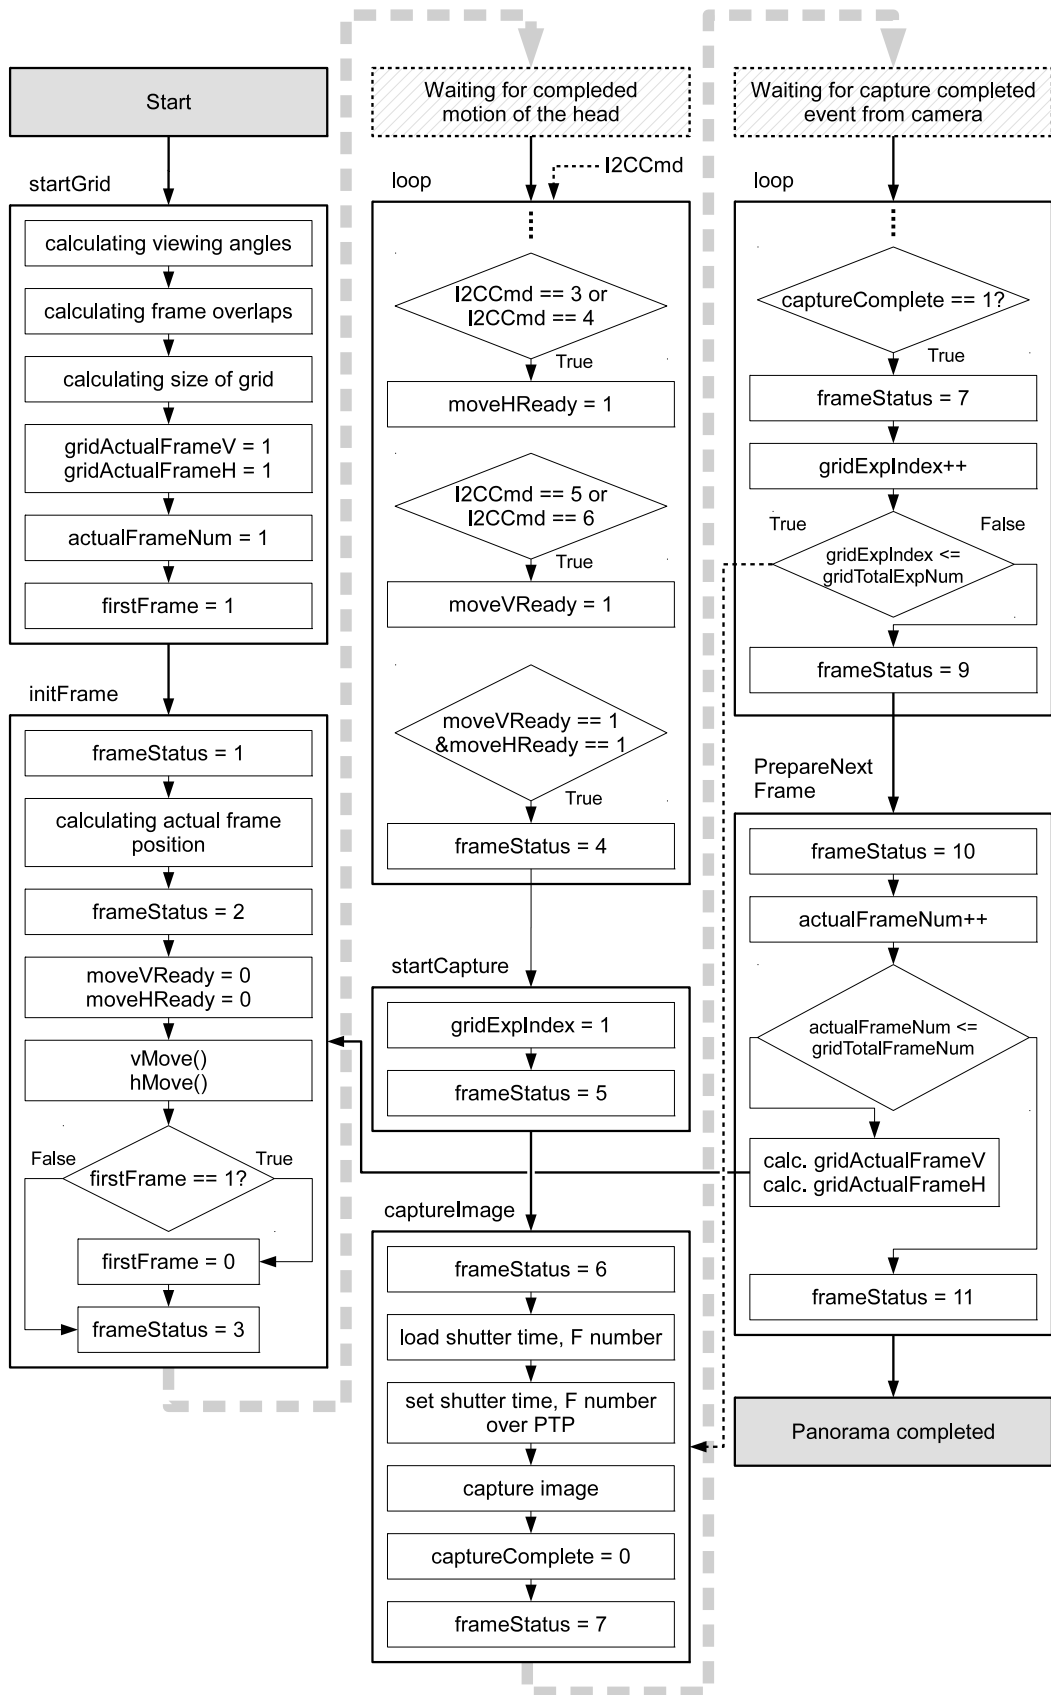 Start
startGrid
calculating viewing angles
calculating frame overlaps
calculating size of grid
gridActualFrameV = 1
gridActualFrameH = 1
actualFrameNum = 1
firstFrame = 1
initFrame
frameStatus = 1
calculating actual frame
position
frameStatus = 2
moveVReady = 0
moveHReady = 0
vMove()
hMove()
False
True
firstFrame == 1?
firstFrame = 0
frameStatus = 3
Waiting for compleded
motion of the head
I2CCmd
loop
I2CCmd == 3 or
I2CCmd == 4
True
moveHReady = 1
I2CCmd == 5 or
I2CCmd == 6
True
moveVReady = 1
moveVReady == 1
&moveHReady == 1
True
frameStatus = 4
startCapture
gridExpIndex = 1
frameStatus = 5
captureImage
frameStatus = 6
load shutter time, F number
set shutter time, F number
over PTP
capture image
captureComplete = 0
frameStatus = 7
Waiting for capture completed
event from camera
loop
captureComplete == 1?
True
frameStatus = 7
gridExpIndex++
True
False
gridExpIndex <=
gridTotalExpNum
frameStatus = 9
PrepareNext
Frame
frameStatus = 10
actualFrameNum++
actualFrameNum <=
gridTotalFrameNum
calc. gridActualFrameV
calc. gridActualFrameH
frameStatus = 11
Panorama completed